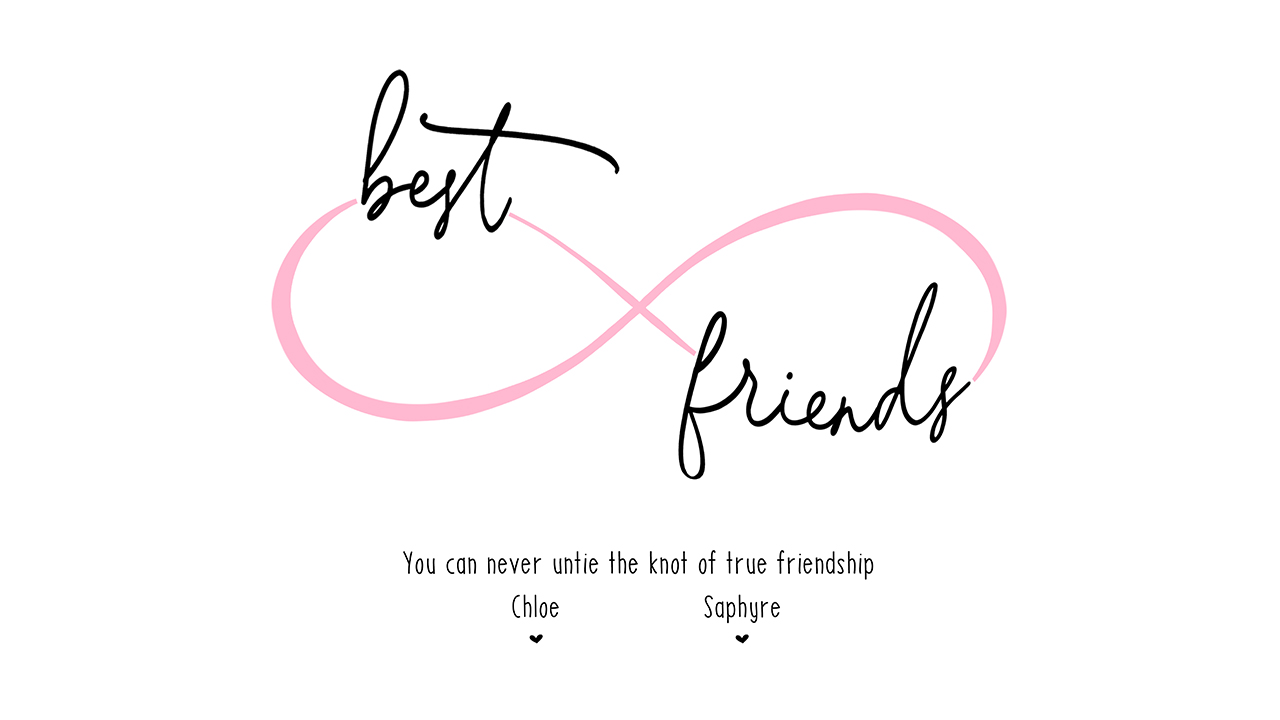 best
friends
You can never untie the knot of true friendship
Chloe Saphyre